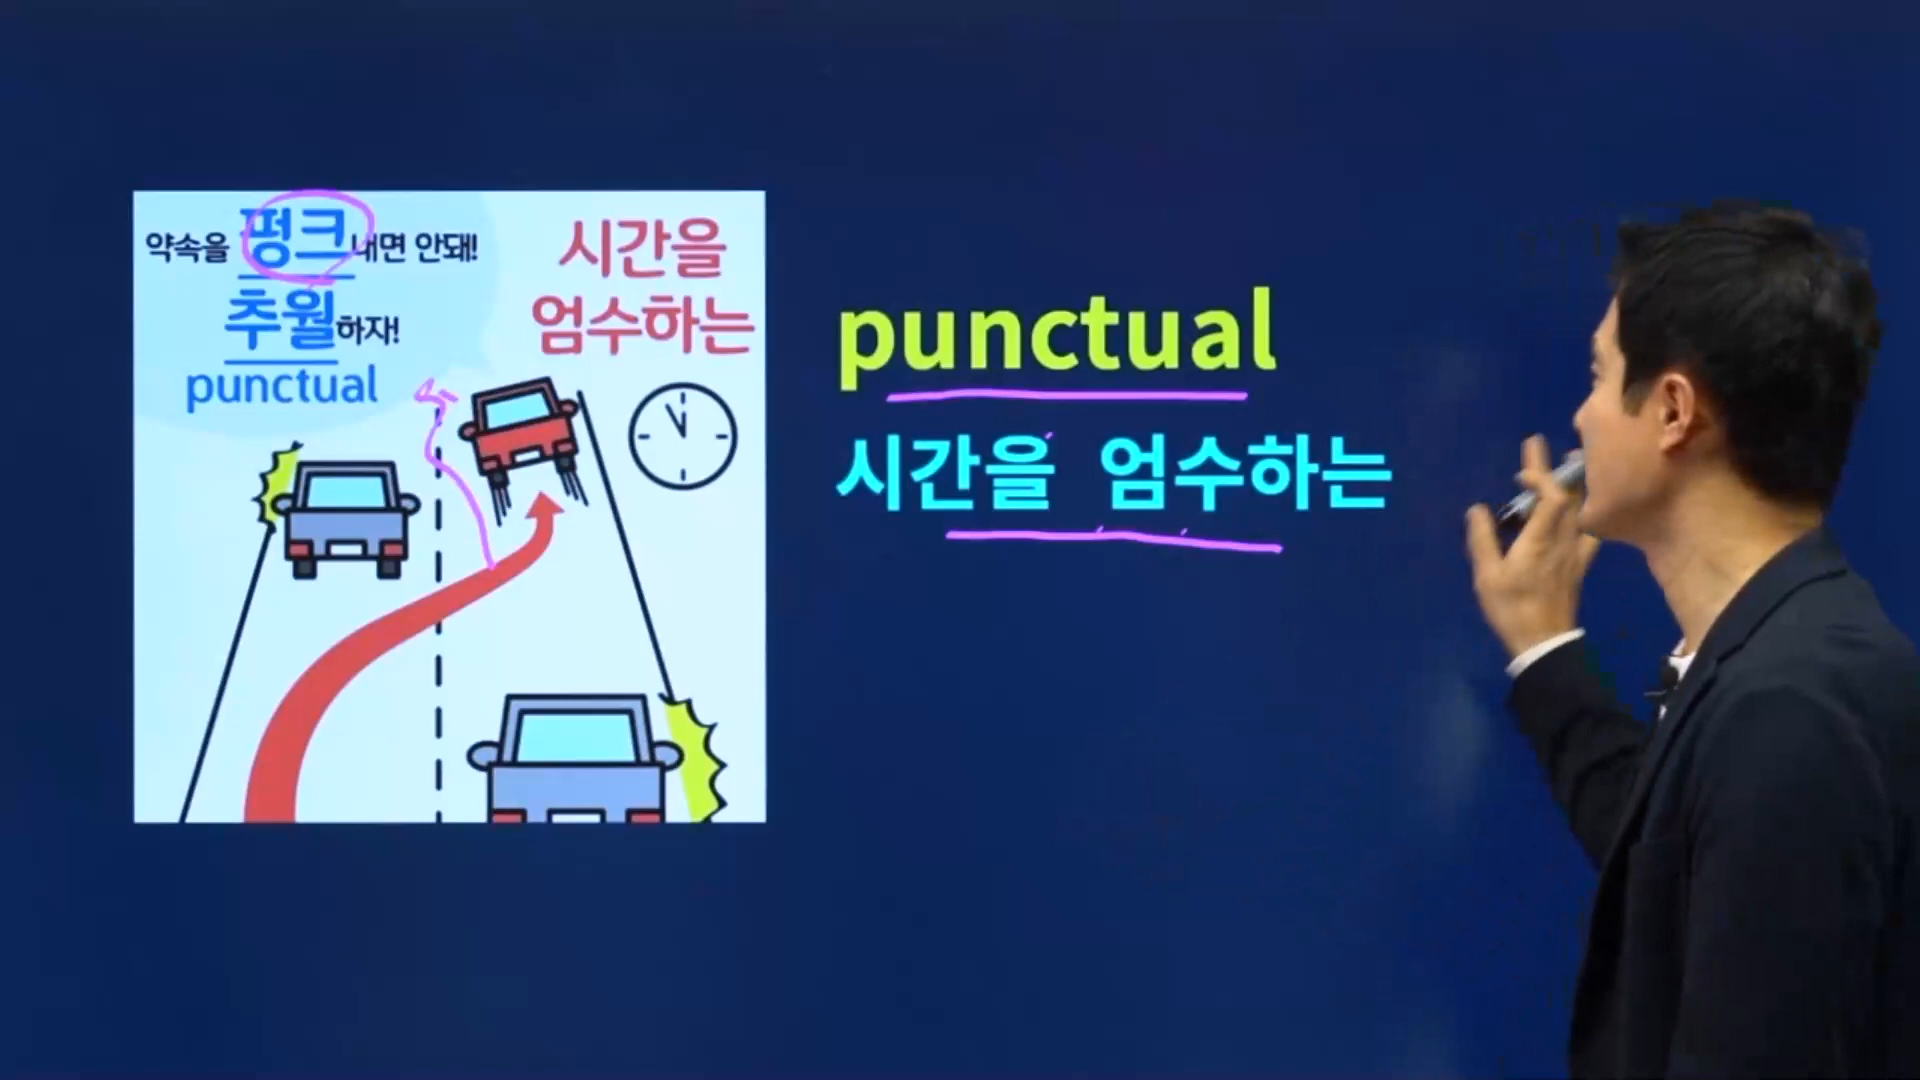 약속을 펑크내면 안돼!
추월하자!
punctual
시간을
엄수하는
punctual
시간을 엄수하는